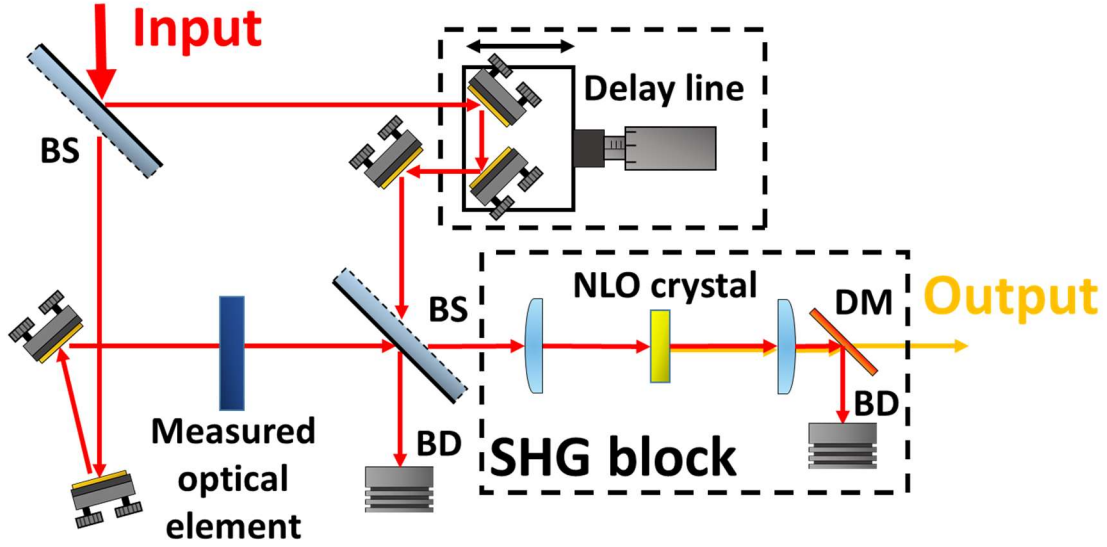 Input
BS
Delay line
BS
NLO crystal
DM
Output
Measured
optical
element
BD
SHG block
BD